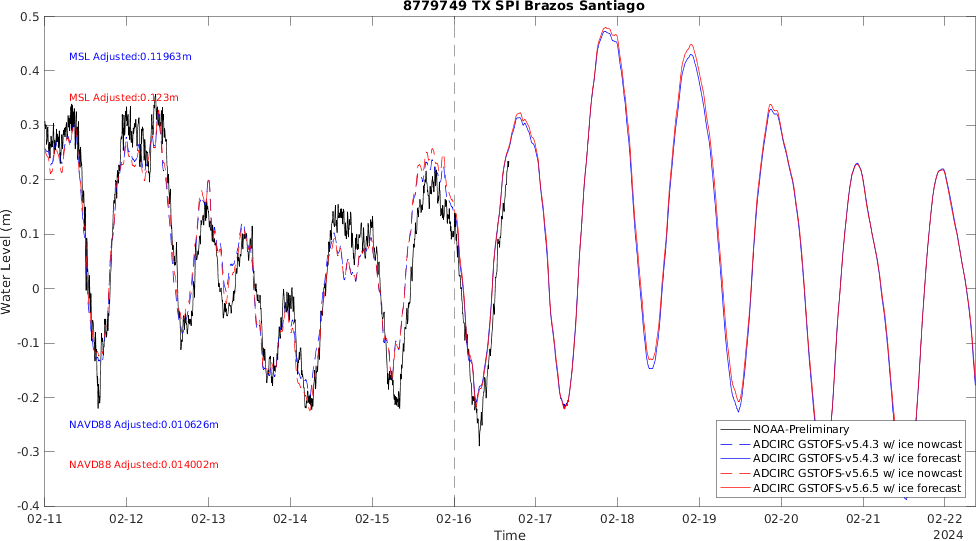 8779749 TX SPI Brazos Santiago
0.5
0.4
0.3
0.2
0.1
0
-0.1
-0.2
-0.3
-0.4
Water Level (m)
MSL Adjusted:0.11963m
MSL Adjusted:0.123m
NAVD88 Adjusted:0.010626m
NAVD88 Adjusted:0.014002m
NOAA-Preliminary
ADCIRC GSTOFS-v5.4.3 w/ ice nowcast
ADCIRC GSTOFS-v5.4.3 w/ ice forecast
ADCIRC GSTOFS-v5.6.5 w/ ice nowcast
ADCIRC GSTOFS-v5.6.5 w/ ice forecast
02-11 02-12 02-13 02-14 02-15 02-16 02-17 02-18 02-19 02-20 02-21 02-22
2024
Time